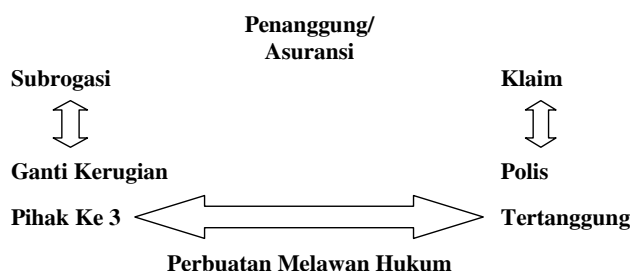 Penanggung/
Asuransi
Subrogasi
Klaim
Ganti Kerugian
Polis
Pihak Ke 3
Tertanggung
Perbuatan Melawan Hukum